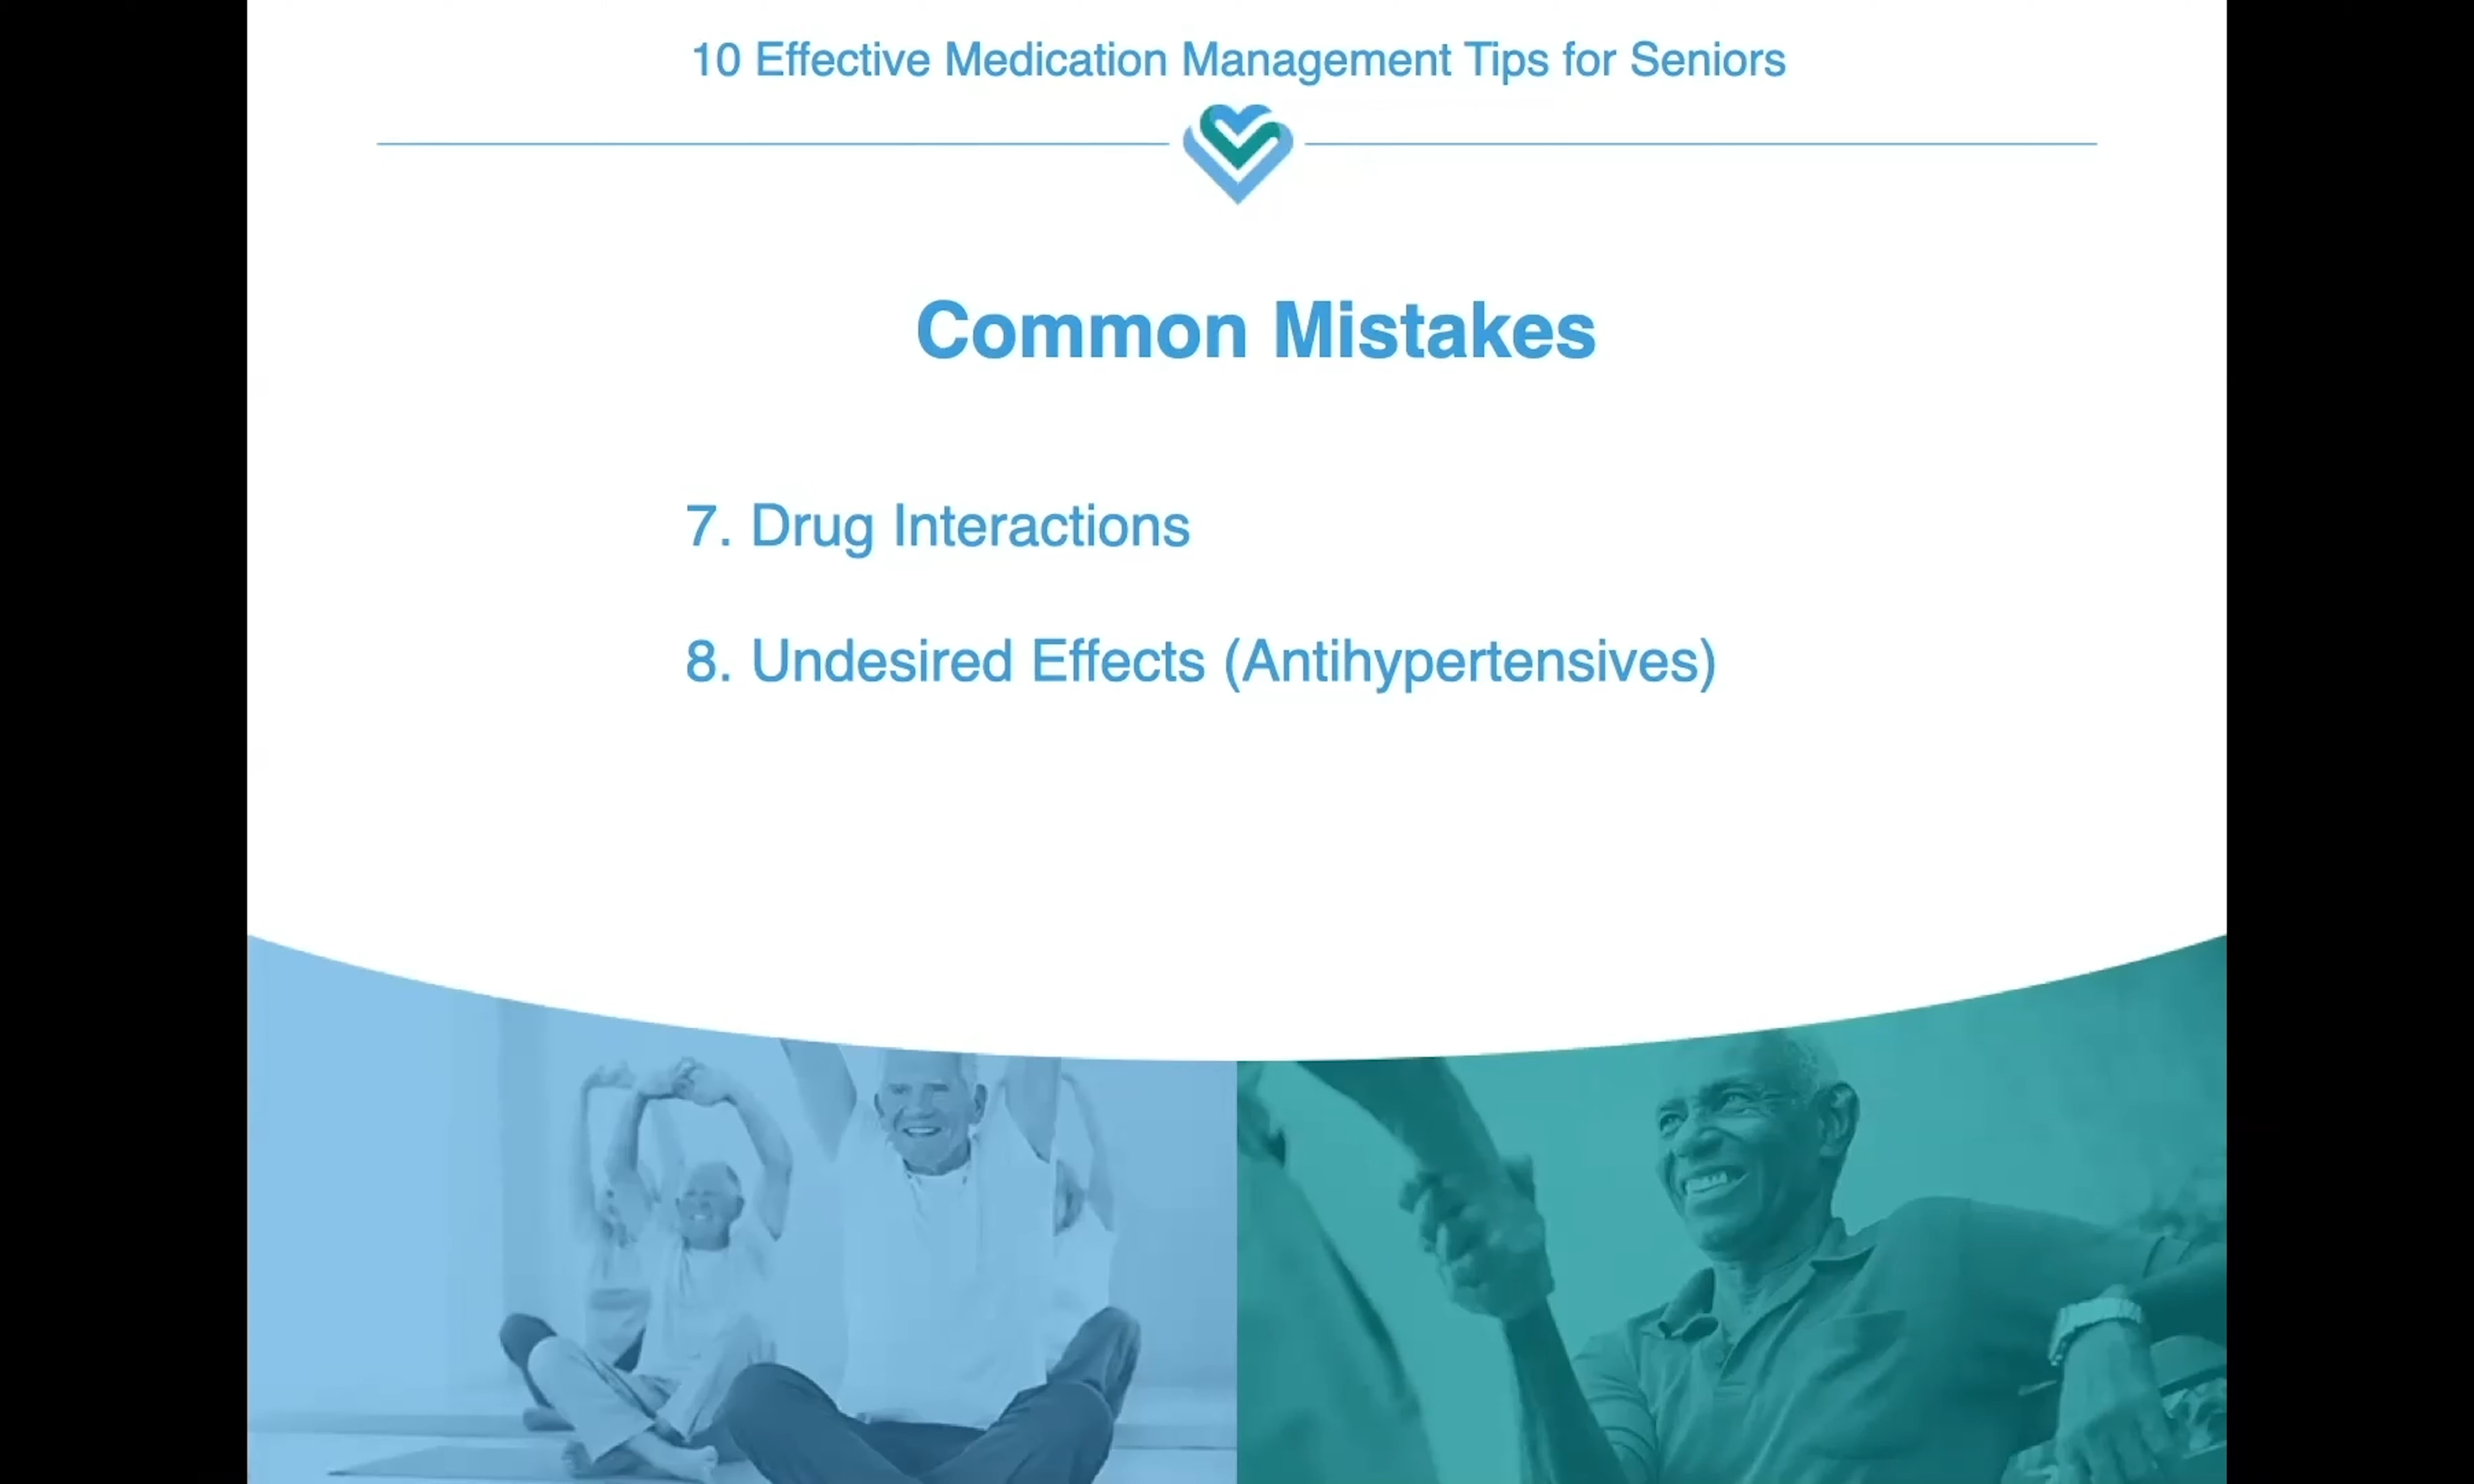 10 Effective Medication Management Tips for Seniors
Common Mistakes
7. Drug Interactions
8. Undesired Effects (Antihypertensives)